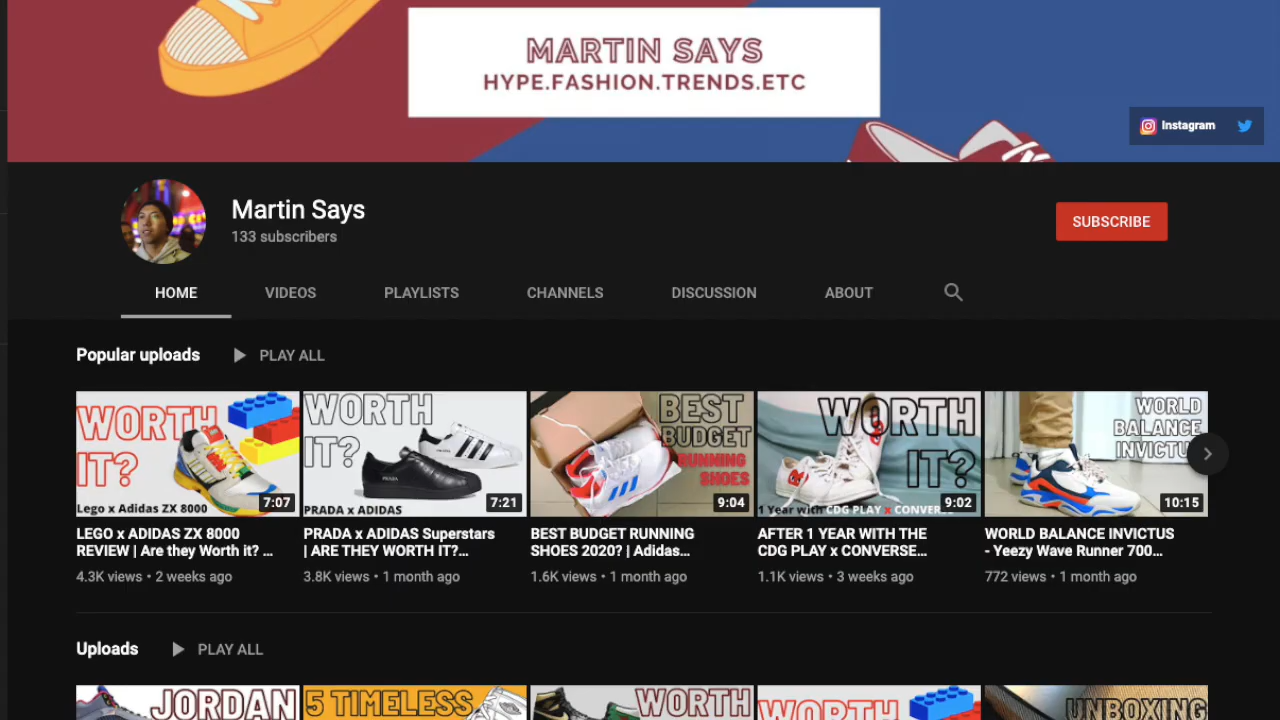 MARTIN SAYS
HYPE.FASHION.TRENDS.ETC
Instagram
Martin Says
133 subscribers
SUBSCRIBE
HOME
VIDEOS
PLAYLISTS
CHANNELS
DISCUSSION
ABOUT
Popular uploads
PLAY ALL
WORTH
IT?
Lego x Adidas ZX 8000
7:07
WORTH
IT?
PRADA
PRADA x ADIDAS
7:21
BEST
BUDGET
RUNNING
SHOES
9:04
WORTH
IT?
1 Year with CDG PLAY x CONVERS
9:02
WORLD
BALANCE
INVICTU
10:15
LEGO x ADIDAS ZX 8000
REVIEW | Are they Worth it? ...
4.3K views • 2 weeks ago
PRADA x ADIDAS Superstars
| ARE THEY WORTH IT?...
3.8K views • 1 month ago
BEST BUDGET RUNNING
SHOES 2020? | Adidas...
1.6K views • 1 month ago
AFTER 1 YEAR WITH THE
CDG PLAY x CONVERSE...
1.1K views • 3 weeks ago
WORLD BALANCE INVICTUS
- Yeezy Wave Runner 700...
772 views • 1 month ago
Uploads
PLAY ALL
JORDAN
5 TIMELESS
WORTH
WORTH
UNBOXING